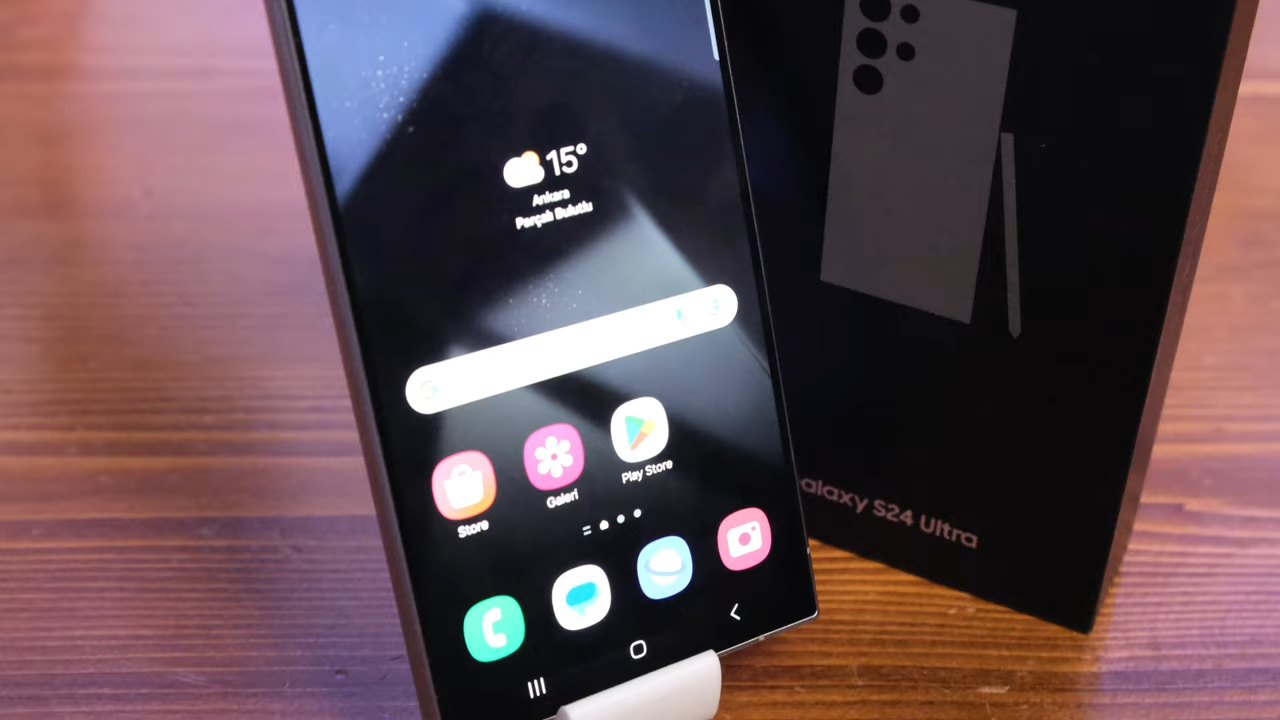 15°
Ankara
Parçalı Bulutlu
G
Store
Galeri
Play Store
alaxy S24 Ultra